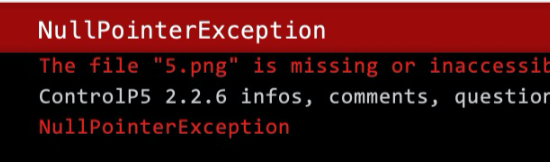 NullPointerException
The file "5.png" is missing or
ControlP5 2.2.6 infos, comments,
NullPointerException